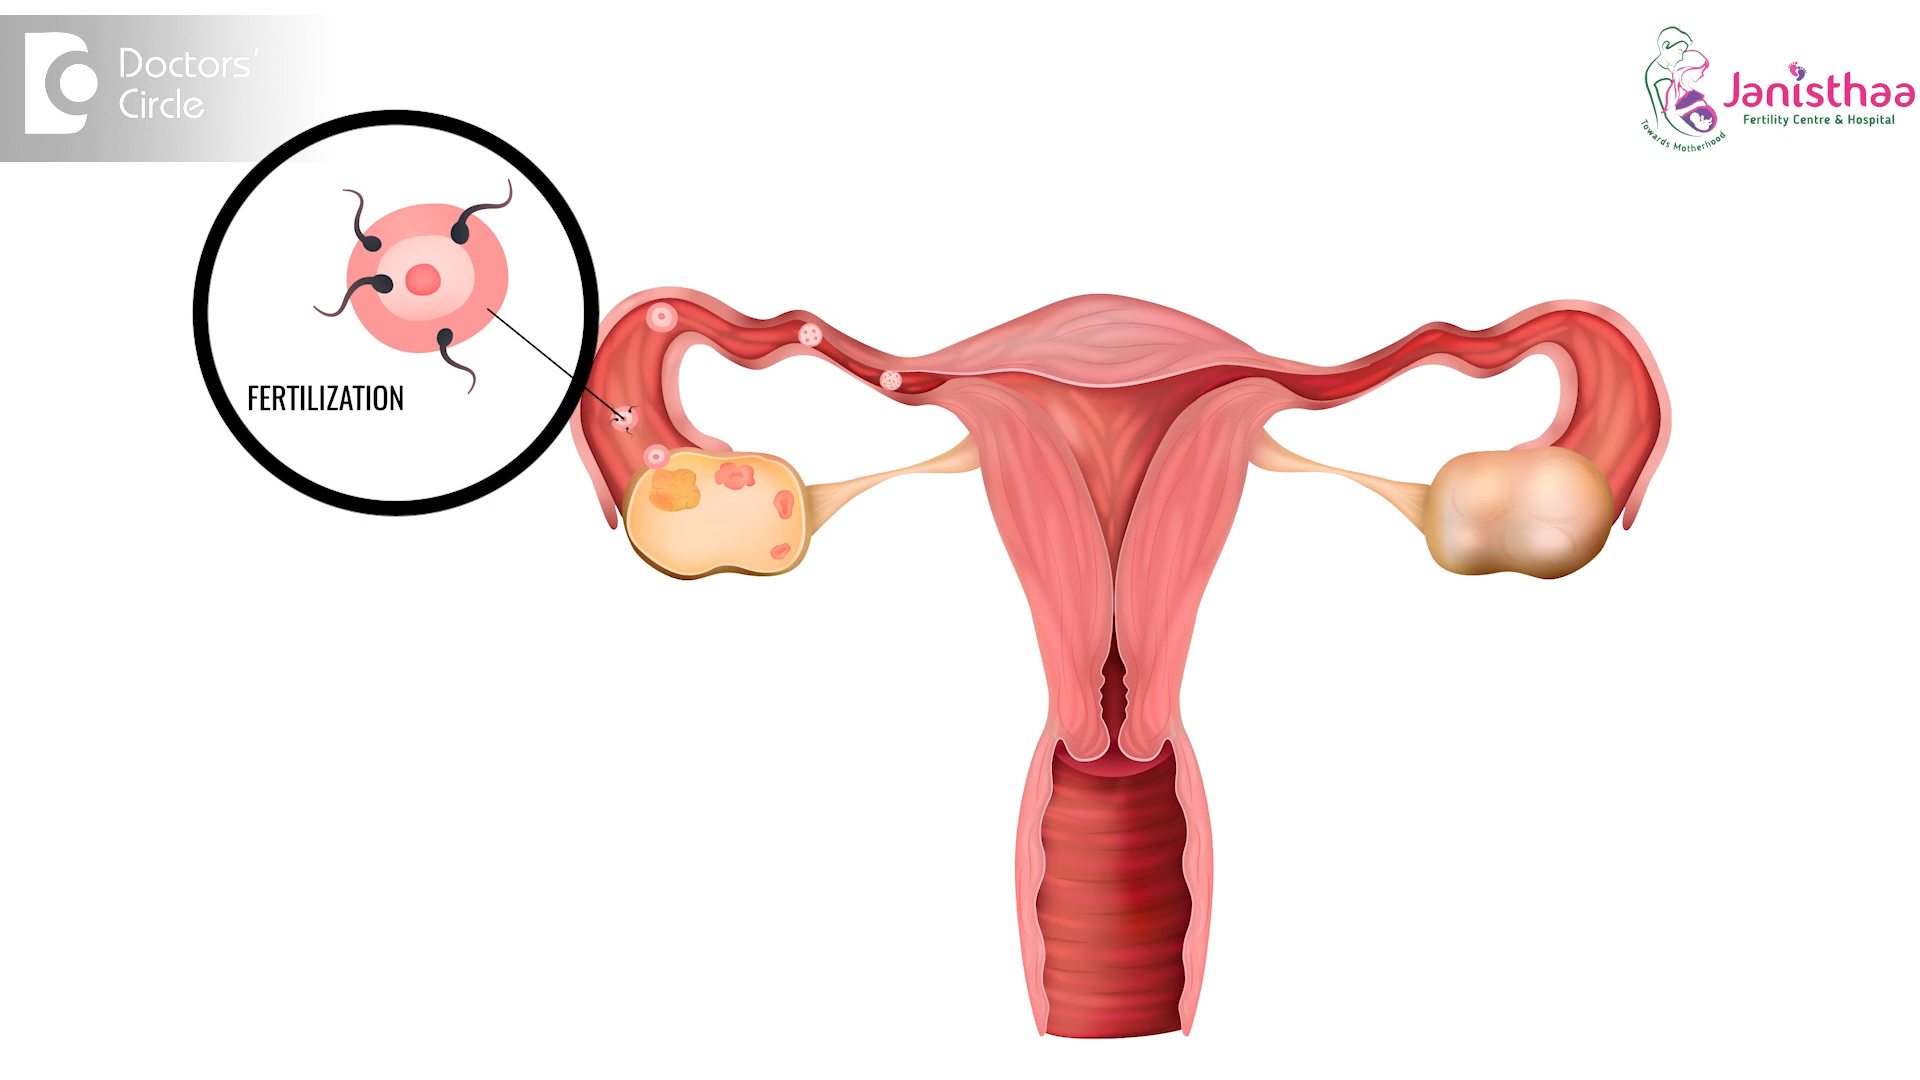 Doctors'
Circle
Janisthaa
Fertility Centre & Hospital
Towards Motherhood
FERTILIZATION